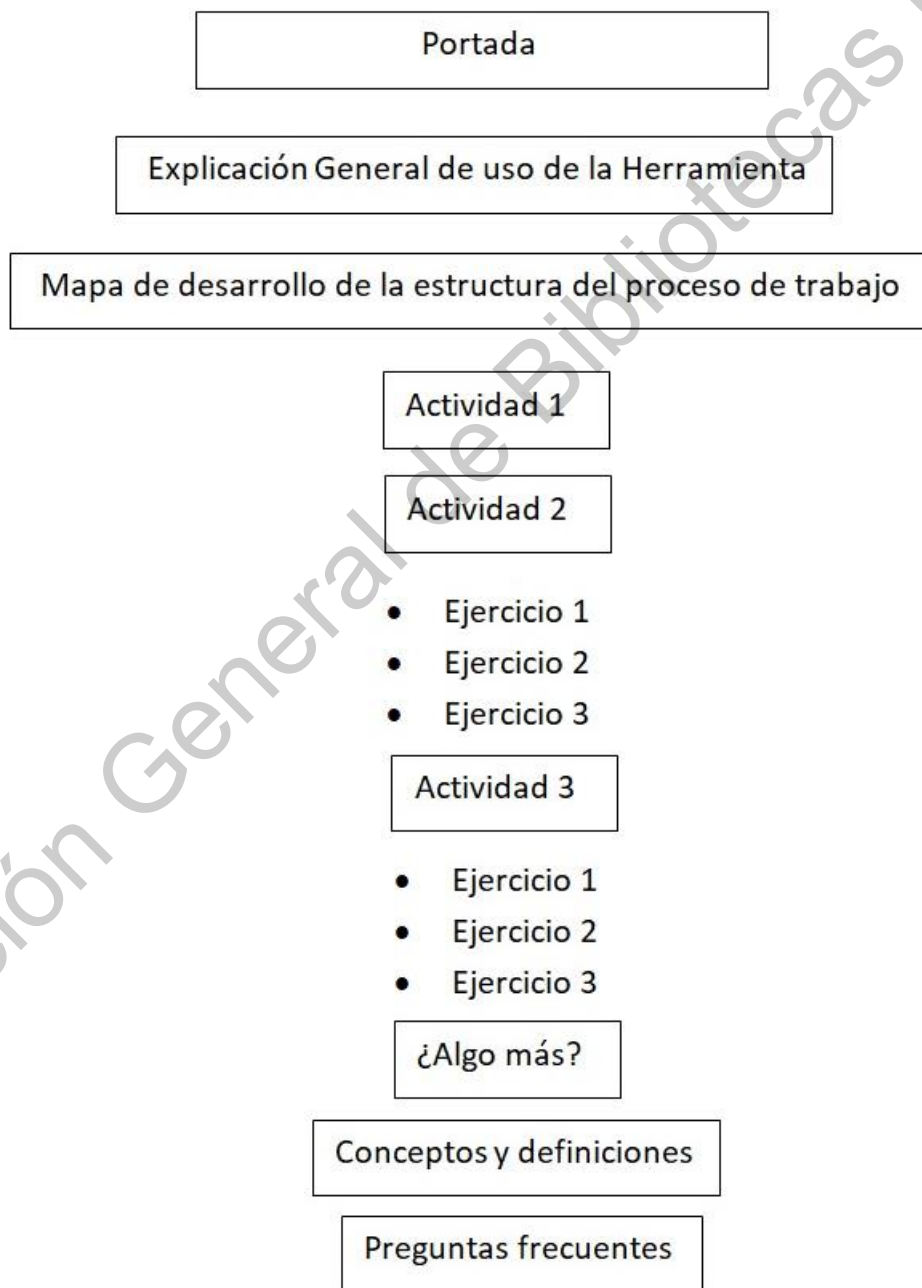 Portada
Explicación General de uso de la Herramienta
Mapa de desarrollo de la estructura del proceso de trabajo
Actividad 1
Actividad 2
• Ejercicio 1
• Ejercicio 2
• Ejercicio 3
Actividad 3
• Ejercicio 1
• Ejercicio 2
• Ejercicio 3
¿Algo más?
Conceptos y definiciones
Preguntas frecuentes
General de Bibliotecas